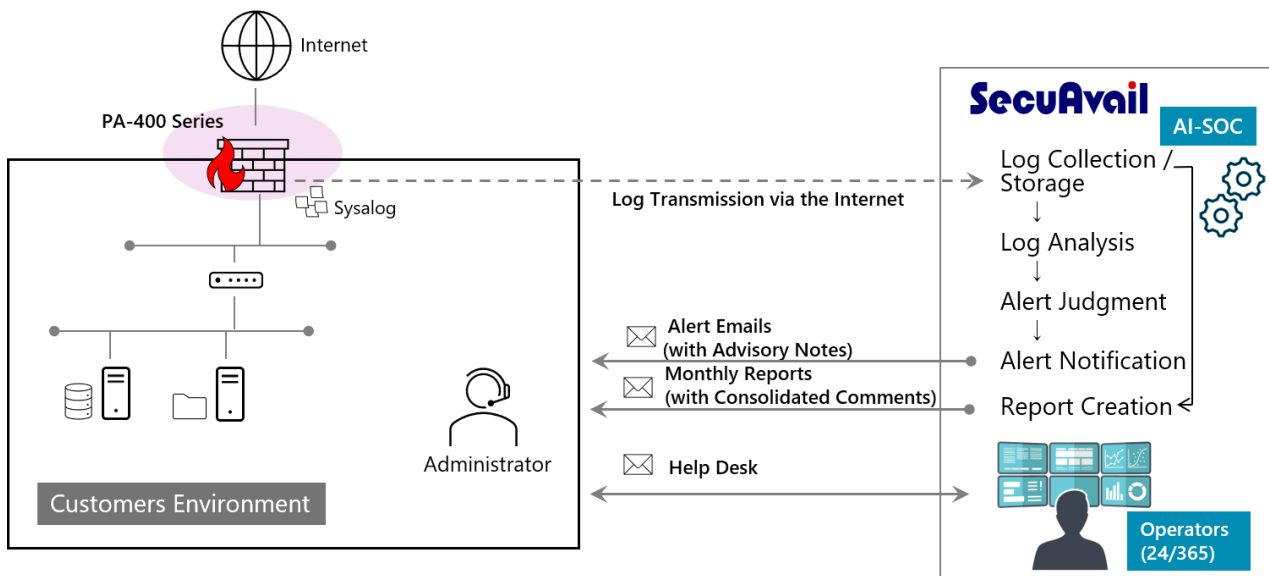 Internet
PA-400 Series
Sysalog
Log Transmission via the Internet
Alert Emails
(with Advisory Notes)
Monthly Reports
(with Consolidated Comments)
Administrator
Help Desk
Customers Environment
SecuAvail
AI-SOC
Log Collection /
Storage
↓
Log Analysis
↓
Alert Judgment
↓
Alert Notification
Report Creation
Operators
(24/365)